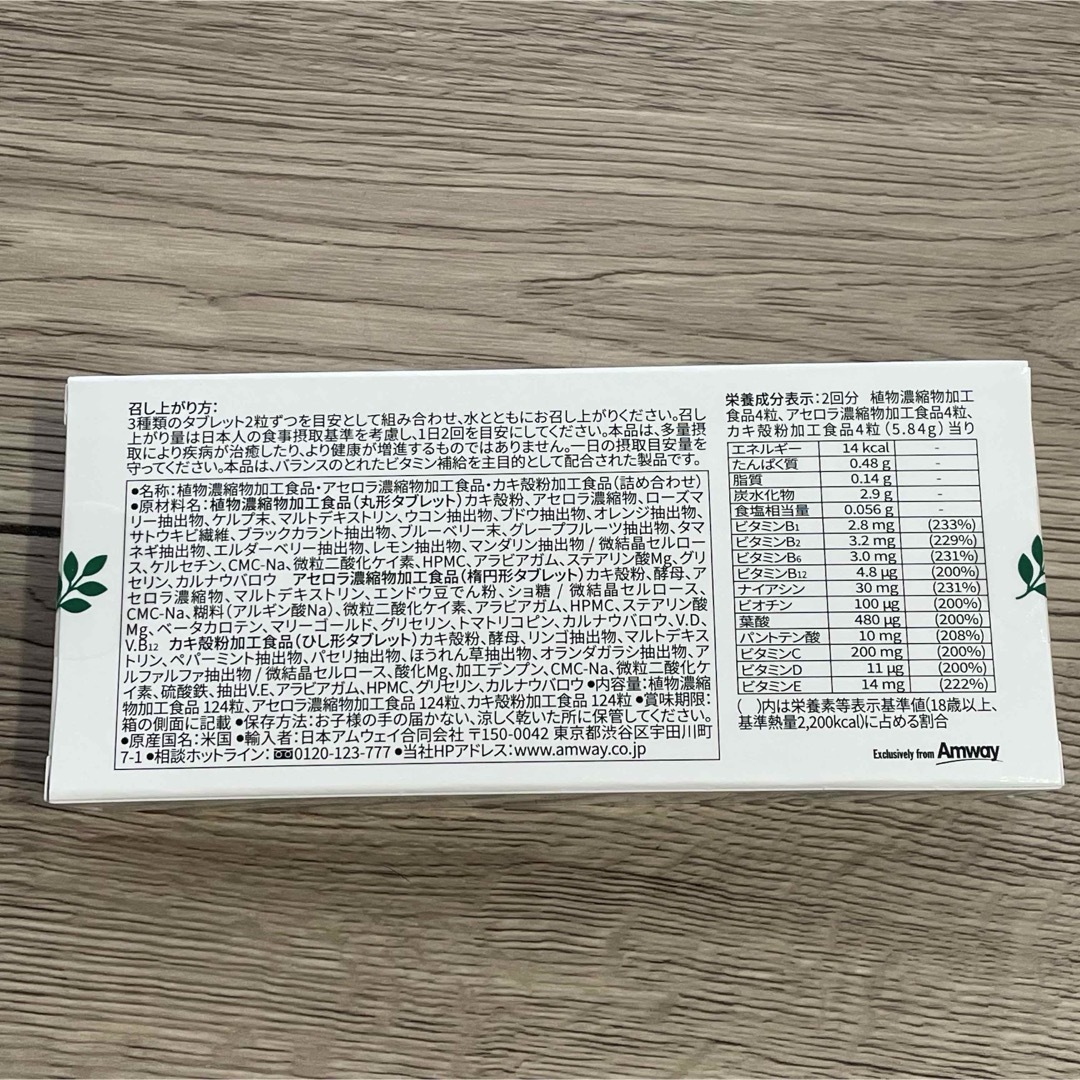 召し上がり方:
3種類のタブレット2粒ずつを目安として組み合わせ、水とともにお召し上がりください。召し
上がり量は日本人の食事摂取基準を考慮し、1日2回を目安にしてください。本品は、多量摂
取により疾病が治癒したり、より健康が増進するものではありません。一日の摂取目安量を
守ってください。本品は、バランスのとれたビタミン補給を主目的として配合された製品です。
●名称:植物濃縮物加工食品・アセロラ濃縮物加工食品・カキ殻粉加工食品(詰め合わせ)
●原材料名:植物濃縮物加工食品(丸形タブレット)カキ殻粉、アセロラ濃縮物、ローズマ
リー抽出物、ケルプ末、マルトデキストリン、ウコン抽出物、ブドウ抽出物、オレンジ抽出物、
サトウキビ繊維、ブラックカラント抽出物、ブルーベリー末、グレープフルーツ抽出物、タマ
ネギ抽出物、エルダーベリー抽出物、レモン抽出物、マンダリン抽出物 / 微結晶セルロー
ス、ケルセチン、CMC-Na、微粒二酸化ケイ素、HPMC、アラビアガム、ステアリン酸Mg、グリ
セリン、カルナウバロウ アセロラ濃縮物加工食品(楕円形タブレット)カキ殻粉、酵母、ア
セロラ濃縮物、マルトデキストリン、エンドウ豆でん粉、ショ糖 / 微結晶セルロース、
CMC-Na、糊料(アルギン酸Na)、微粒二酸化ケイ素、アラビアガム、HPMC、ステアリン酸
Mg、ベータカロテン、マリーゴールド、グリセリン、トマトリコピン、カルナウバロウ、V.D、
V.B12 カキ殻粉加工食品(ひし形タブレット)カキ殻粉、酵母、リンゴ抽出物、マルトデキス
トリン、ペパーミント抽出物、パセリ抽出物、ほうれん草抽出物、オランダガラシ抽出物、ア
ルファルファ抽出物 / 微結晶セルロース、酸化Mg、加工デンプン、CMC-Na、微粒二酸化ケ
イ素、硫酸鉄、抽出V.E、アラビアガム、HPMC、グリセリン、カルナウバロウ ●内容量:植物濃縮
物加工食品 124粒、アセロラ濃縮物加工食品 124粒、カキ殻粉加工食品 124粒 ●賞味期限:
箱の側面に記載 ●保存方法:お子様の手の届かない、涼しく乾いた所に保管してください。
●原産国名:米国 ●輸入者:日本アムウェイ合同会社 〒150-0042 東京都渋谷区宇田川町
7-1 ●相談ホットライン:0120-123-777 ●当社HPアドレス:www.amway.co.jp
栄養成分表示:2回分 植物濃縮物加工
食品4粒、アセロラ濃縮物加工食品4粒、
カキ殻粉加工食品4粒(5.84g)当り
エネルギー 14 kcal -
たんぱく質 0.48 g -
脂質 0.14 g -
炭水化物 2.9 g -
食塩相当量 0.056 g -
ビタミンB1 2.8 mg (233%)
ビタミンB2 3.2 mg (229%)
ビタミンB6 3.0 mg (231%)
ビタミンB12 4.8 μg (200%)
ナイアシン 30 mg (231%)
ビオチン 100 μg (200%)
葉酸 480 μg (200%)
パントテン酸 10 mg (208%)
ビタミンC 200 mg (200%)
ビタミンD 11 μg (200%)
ビタミンE 14 mg (222%)
( )内は栄養素等表示基準値(18歳以上、
基準熱量2,200kcal)に占める割合
Exclusively from Amway